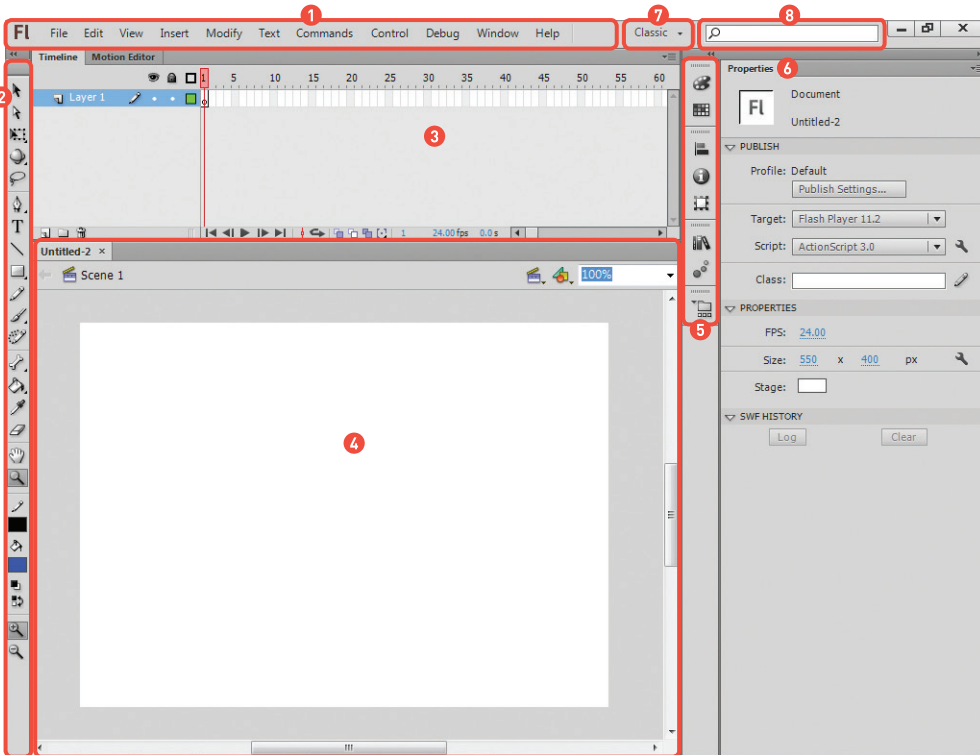 1 7 8
Fl File Edit View Insert Modify Text Commands Control Debug Window Help Classic
Timeline Motion Editor
1 5 10 15 20 25 30 35 40 45 50 55 60
2
Layer 1
3
1 24.00 fps 0.0 s
Untitled-2 ×
Scene 1 100%
4
5
Properties 6
Fl
Document
Untitled-2
PUBLISH
Profile: Default
Publish Settings...
Target: Flash Player 11.2
Script: ActionScript 3.0
Class:
PROPERTIES
FPS: 24.00
Size: 550 x 400 px
Stage:
SWF HISTORY
Log Clear
T